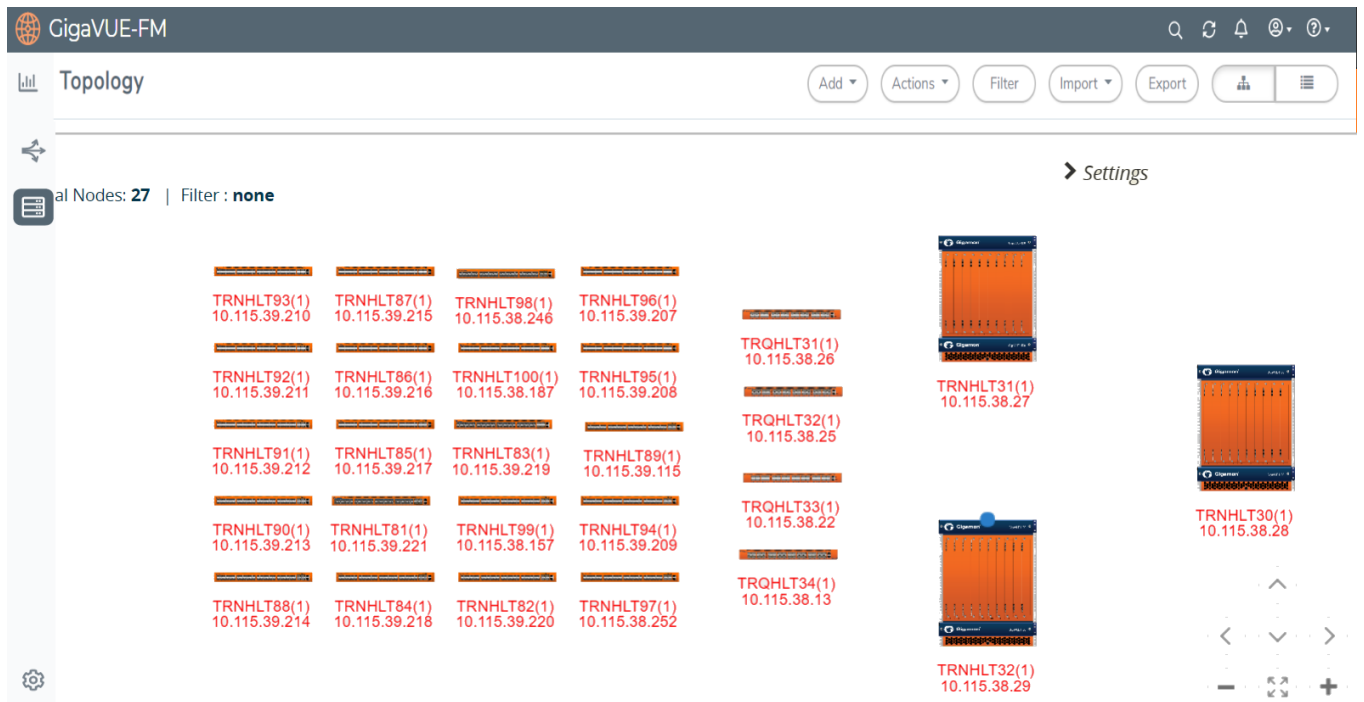 GigaVUE-FM
Topology
Add
Actions
Filter
Import
Export
Settings
al Nodes: 27 | Filter : none
TRNHLT93(1)
10.115.39.210
TRNHLT87(1)
10.115.39.215
TRNHLT98(1)
10.115.38.246
TRNHLT96(1)
10.115.39.207
TRNHLT92(1)
10.115.39.211
TRNHLT86(1)
10.115.39.216
TRNHLT100(1)
10.115.38.187
TRNHLT95(1)
10.115.39.208
TRNHLT91(1)
10.115.39.212
TRNHLT85(1)
10.115.39.217
TRNHLT83(1)
10.115.39.219
TRNHLT89(1)
10.115.39.115
TRNHLT90(1)
10.115.39.213
TRNHLT81(1)
10.115.39.221
TRNHLT99(1)
10.115.38.157
TRNHLT94(1)
10.115.39.209
TRNHLT88(1)
10.115.39.214
TRNHLT84(1)
10.115.39.218
TRNHLT82(1)
10.115.39.220
TRNHLT97(1)
10.115.38.252
TRQHLT31(1)
10.115.38.26
TRQHLT32(1)
10.115.38.25
TRQHLT33(1)
10.115.38.22
TRQHLT34(1)
10.115.38.13
Gigamon
Gigamon
TRNHLT31(1)
10.115.38.27
Gigamon
Gigamon
TRNHLT32(1)
10.115.38.29
Gigamon
Gigamon
TRNHLT30(1)
10.115.38.28